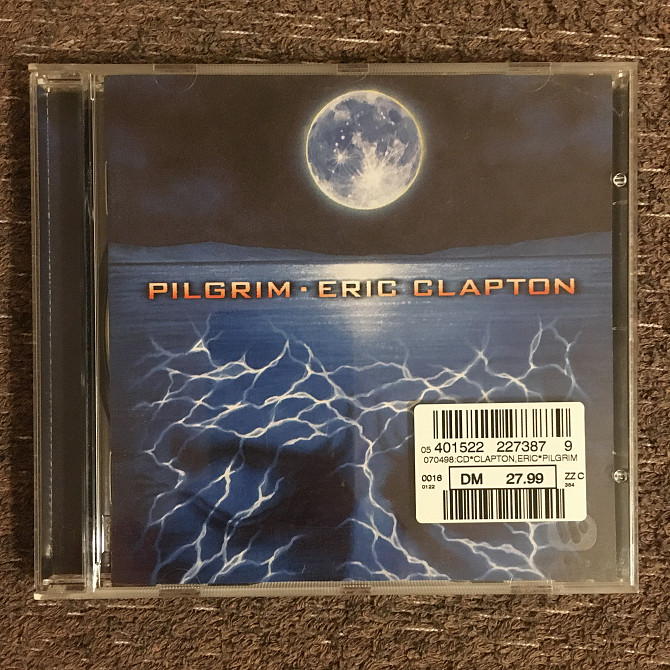 PILGRIM · ERIC CLAPTON
05 401522 227387 9
070498:CD*CLAPTON,ERIC*PILGRIM
0016 DM 27.99 ZZ C
0122 384